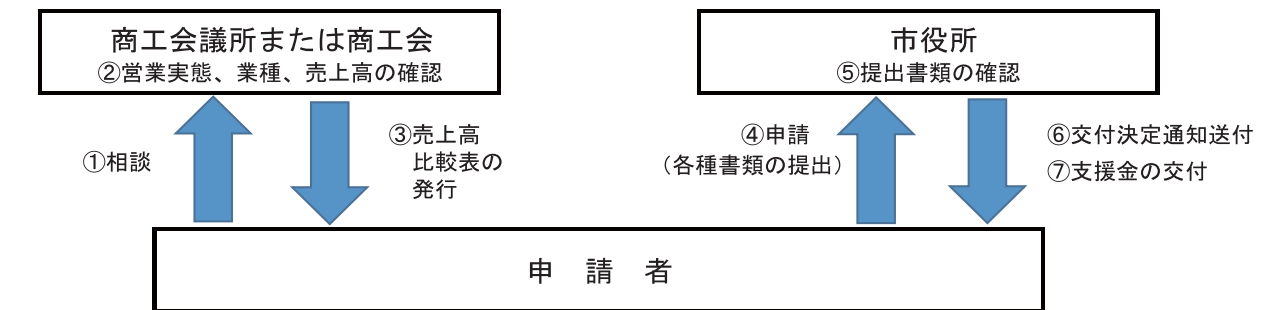 商工会議所または商工会
②営業実態、業種、売上高の確認
市役所
⑤提出書類の確認
①相談
③売上高
比較表の
発行
④申請
（各種書類の提出）
⑥交付決定通知送付
⑦支援金の交付
申　請　者